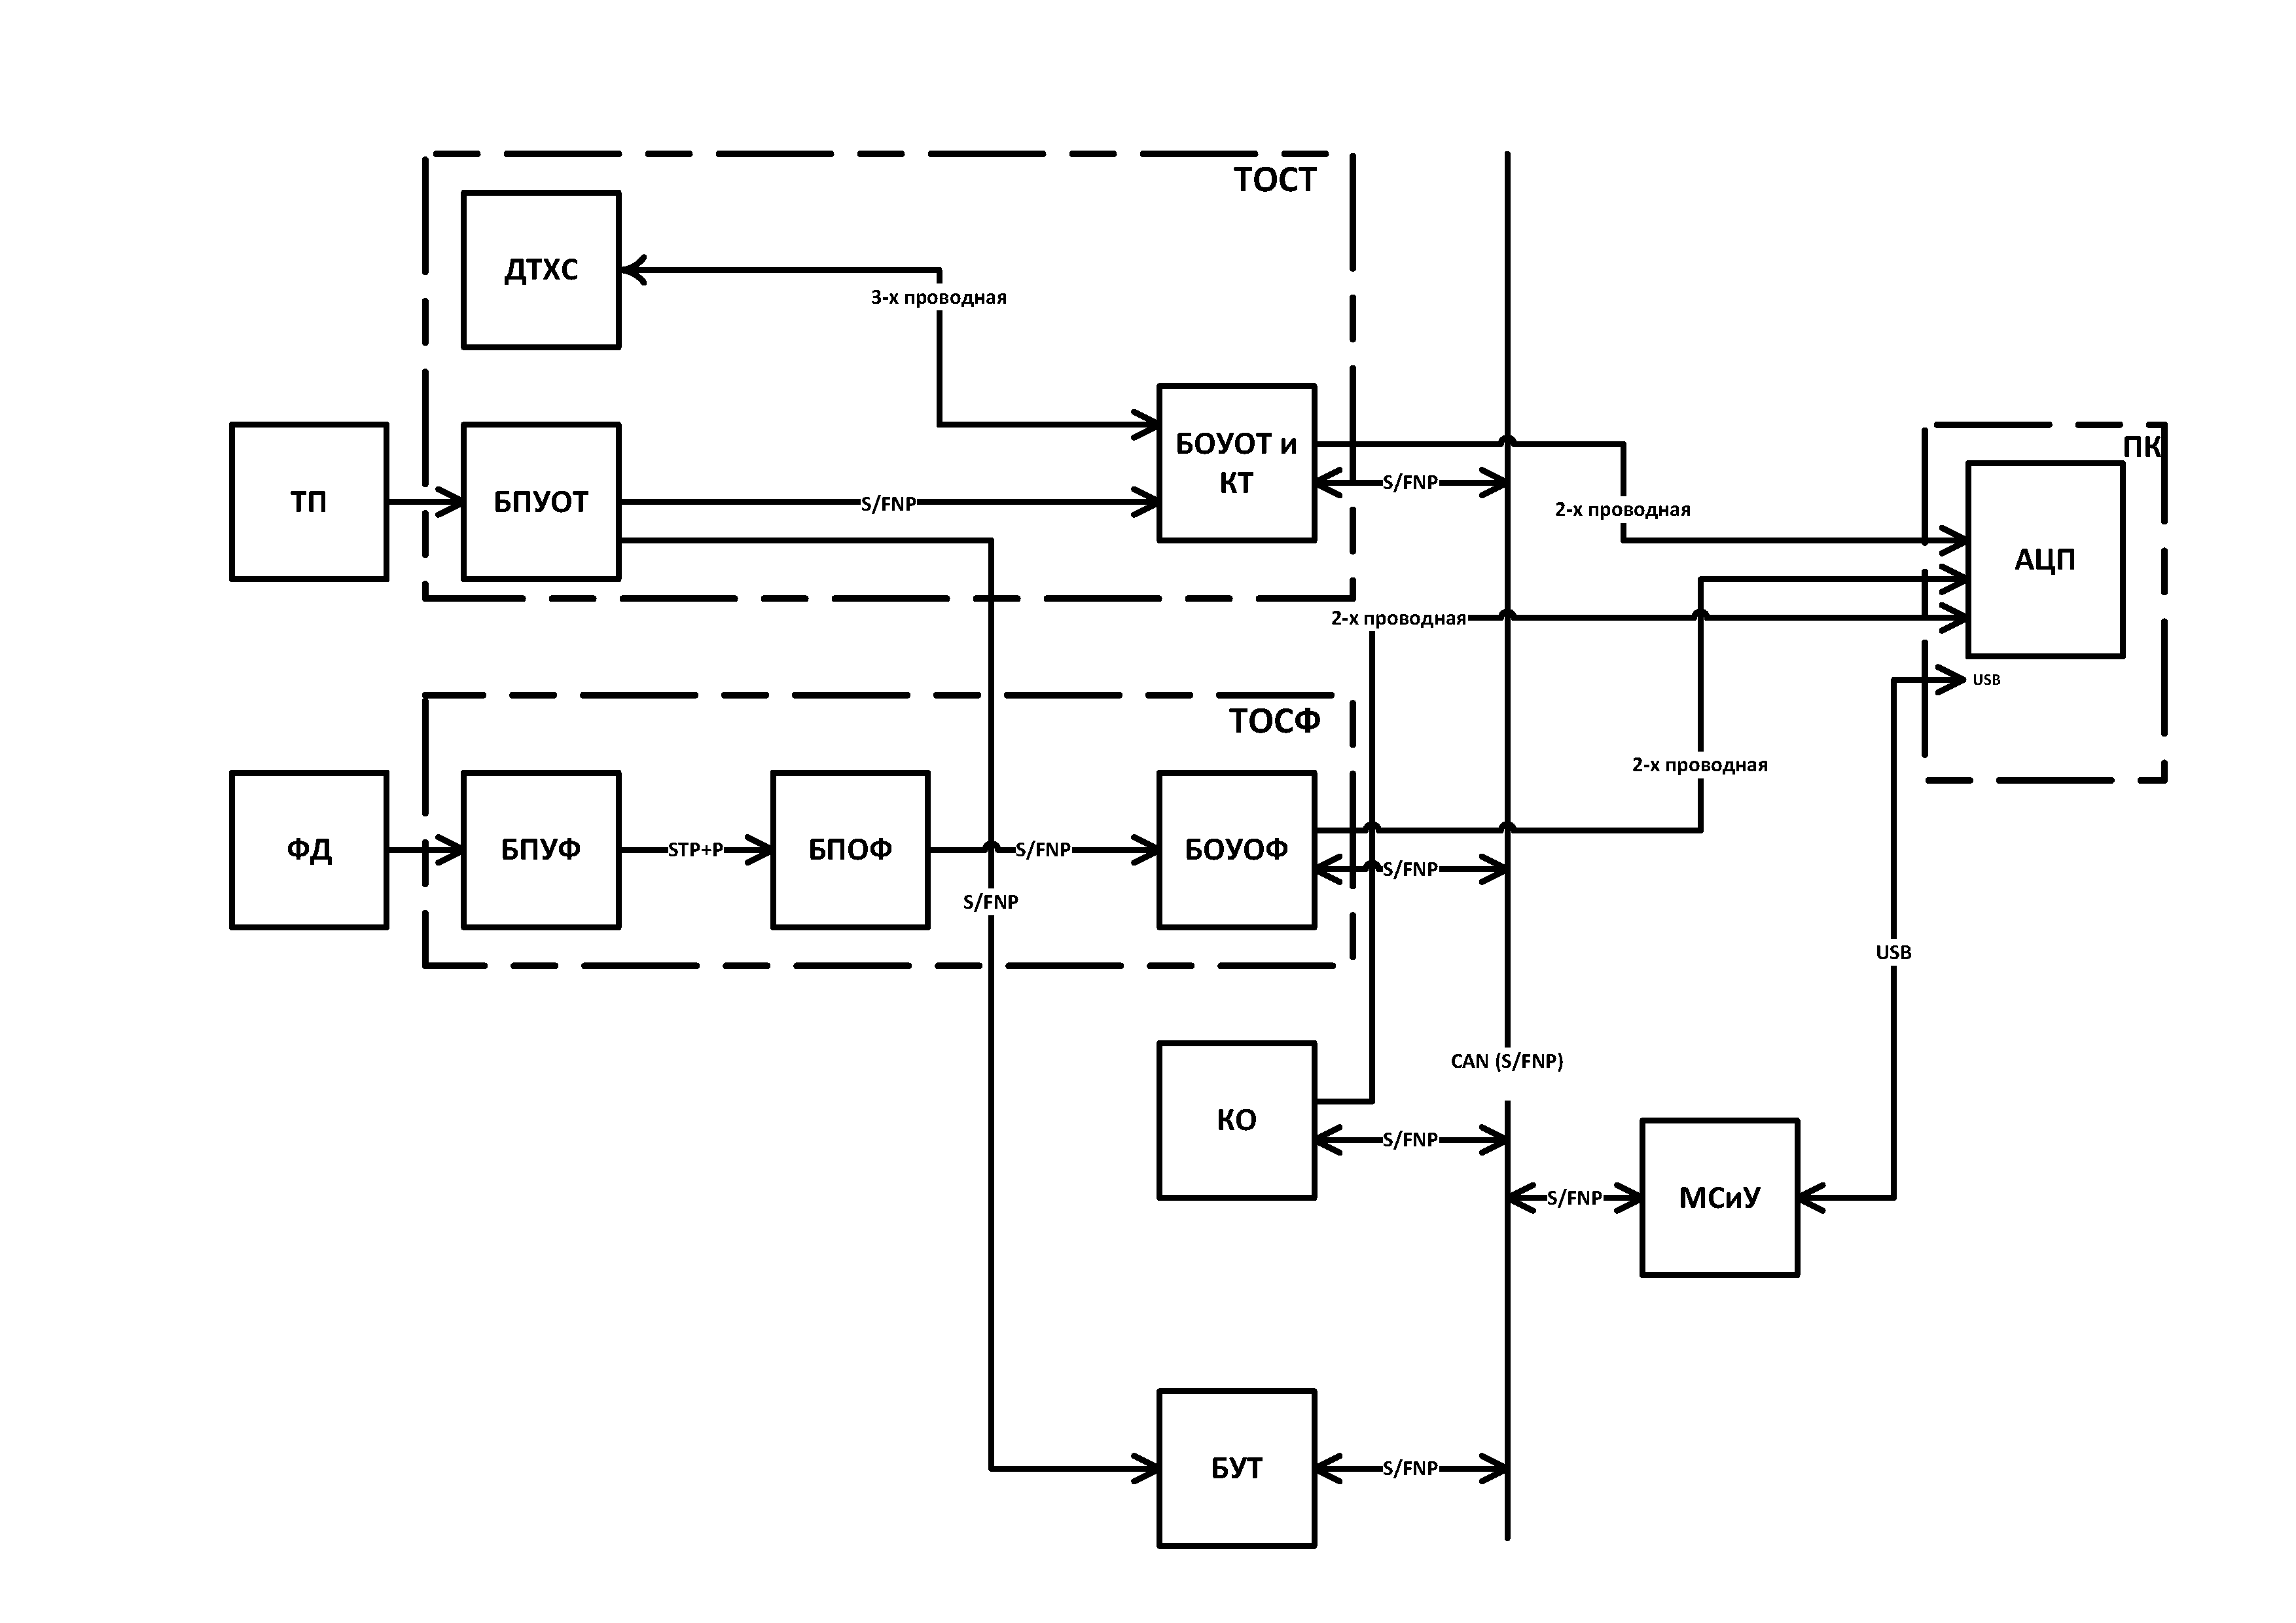 ТОСТ
ДТХС
3-х проводная
БОУОТ и
КТ
ТП
БПУОТ
S/FNP
S/FNP
2-х проводная
ПК
АЦП
2-х проводная
USB
ТОСФ
2-х проводная
ФД
БПУФ
STP+P
БПОФ
S/FNP
БОУОФ
S/FNP
S/FNP
USB
CAN (S/FNP)
КО
S/FNP
S/FNP
МСиУ
БУТ
S/FNP